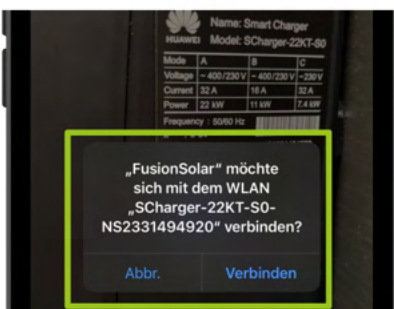 HUAWEI
Name: Smart Charger
Model: SCharger-22KT-S0
Mode A B C
Voltage ~ 400/230 V ~ 400/230 V ~230V
Current 32 A 16 A 32 A
Power 22 kW 11 kW 7.4 kW
Frequency : 50/60 Hz
„FusionSolar“ möchte
sich mit dem WLAN
„SCharger-22KT-S0-
NS2331494920“ verbinden?
Abbr. Verbinden